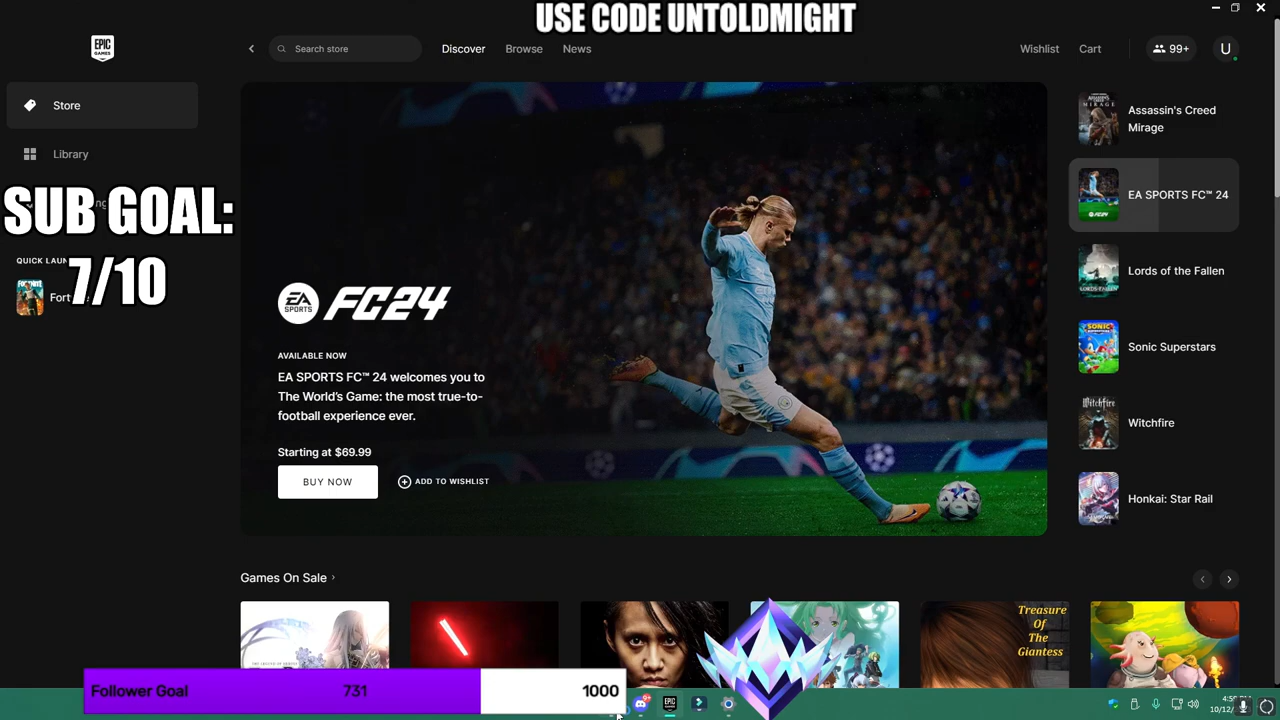 USE CODE UNTOLDMIGHT
EPIC
GAMES
Search store
Discover
Browse
News
Wishlist
Cart
99+
U
Store
Library
SUB GOAL:
7/10
QUICK LAUN
Fort
EA
SPORTS
FC24
AVAILABLE NOW
EA SPORTS FC™ 24 welcomes you to
The World's Game: the most true-to-
football experience ever.
Starting at $69.99
BUY NOW
ADD TO WISHLIST
Assassin's Creed
Mirage
EA SPORTS FC™ 24
Lords of the Fallen
Sonic Superstars
Witchfire
Honkai: Star Rail
Games On Sale
Treasure
Of
The
Giantess
Follower Goal
731
1000